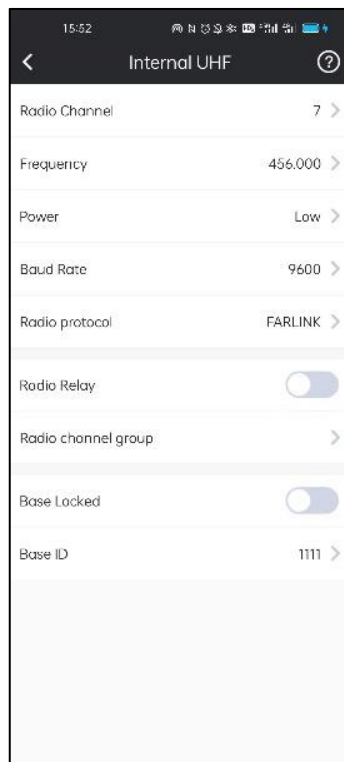 15:52
Internal UHF
Radio Channel 7
Frequency 456.000
Power Low
Baud Rate 9600
Radio protocol FARLINK
Radio Relay
Radio channel group
Base Locked
Base ID 1111